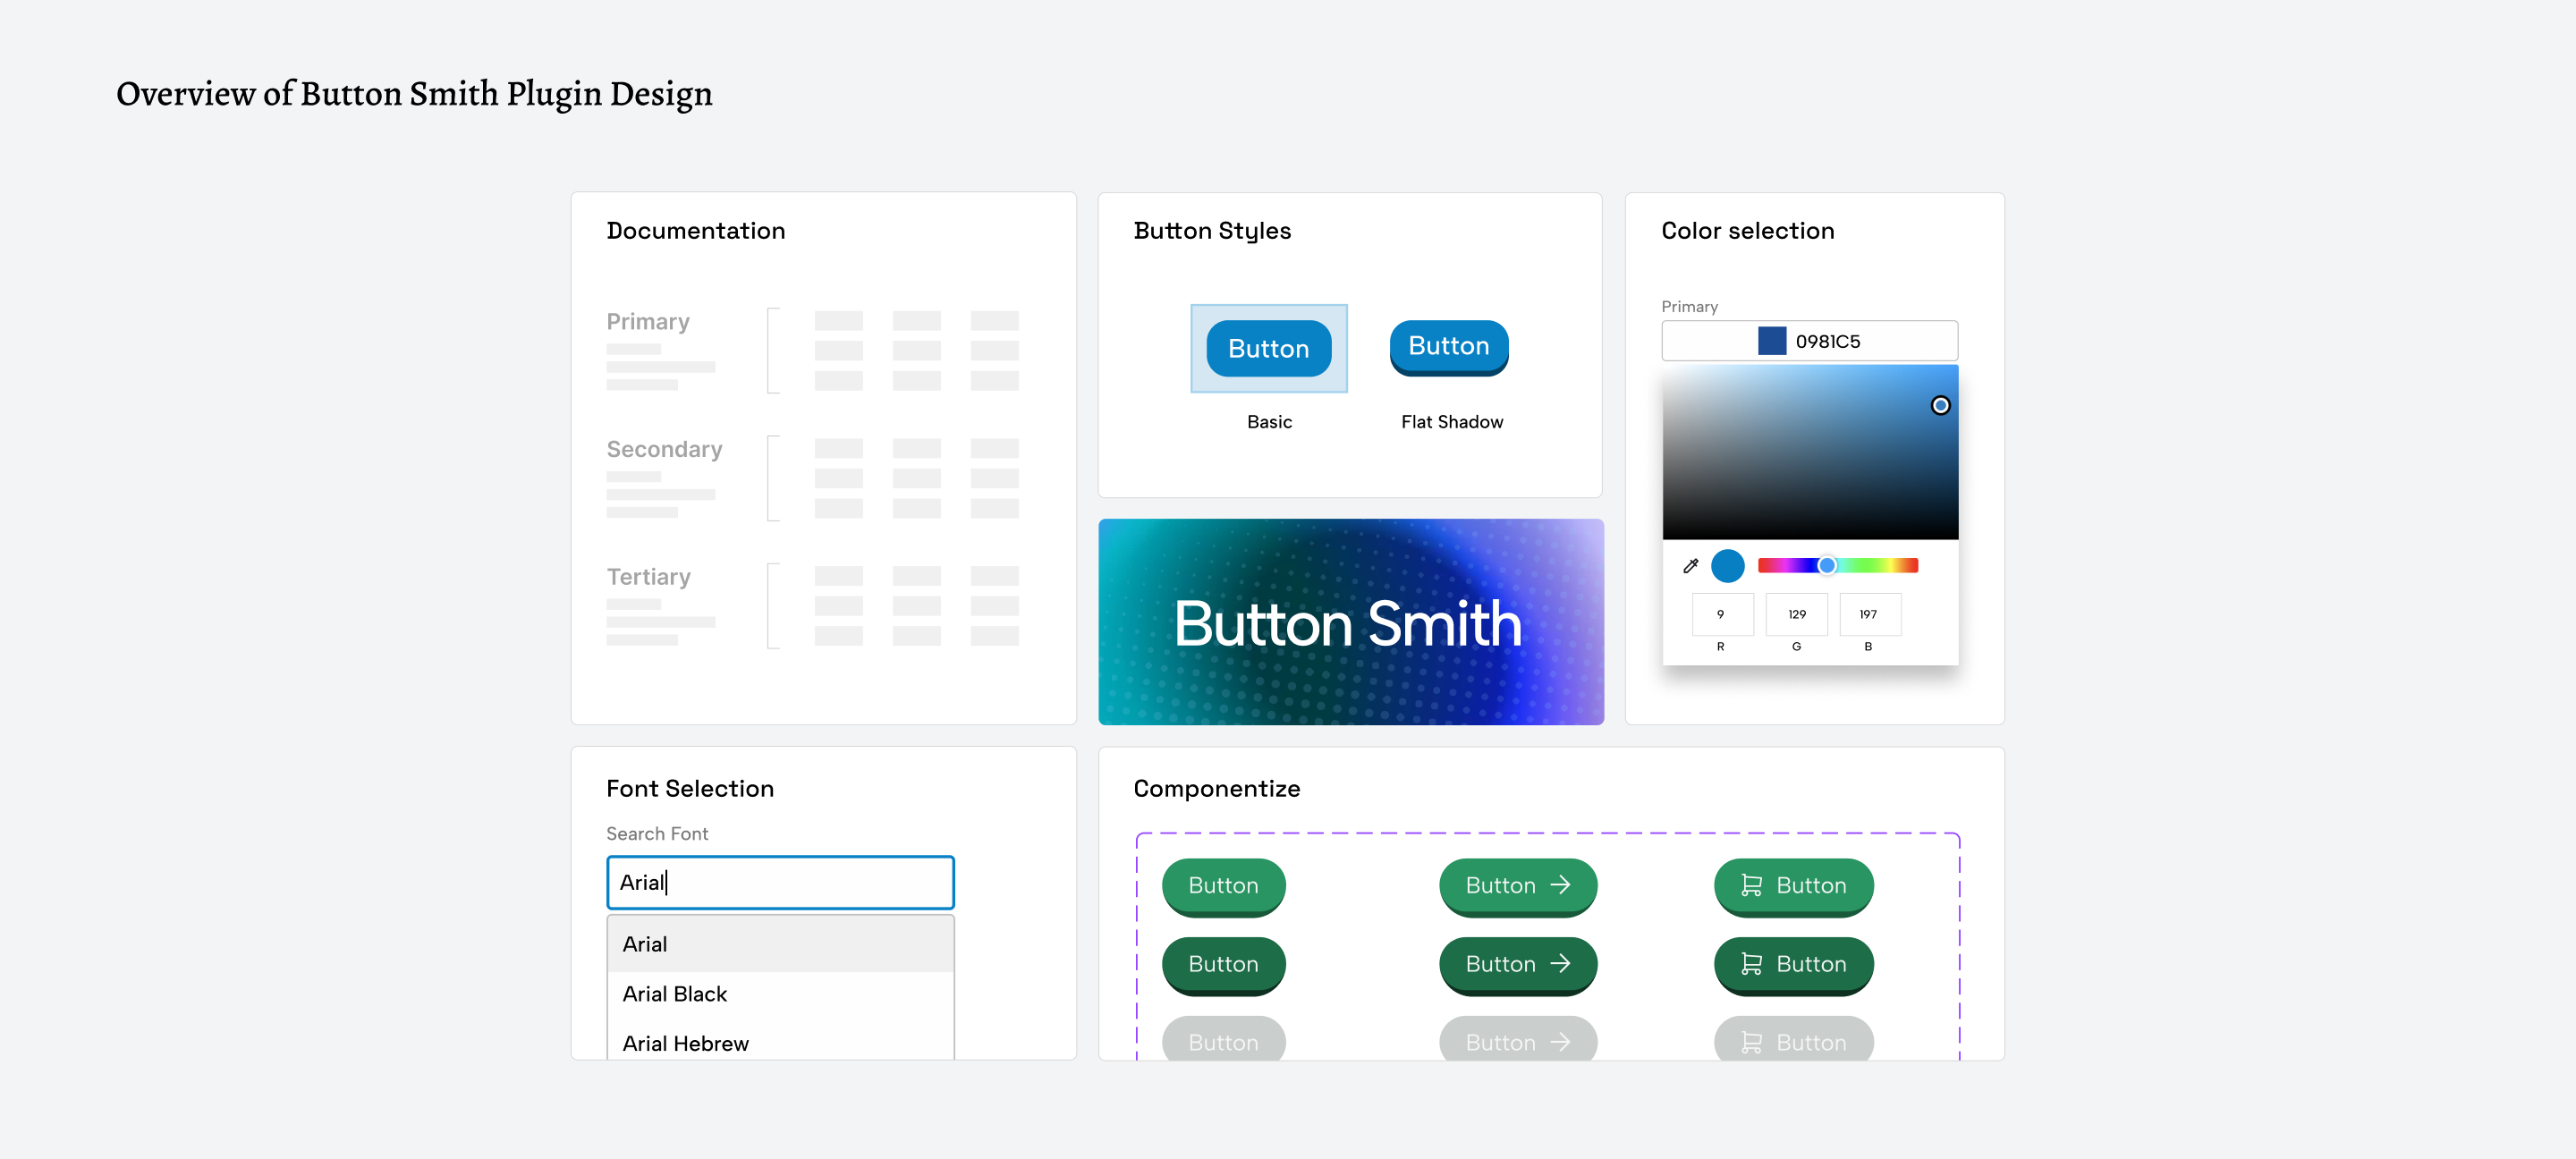 Overview of Button Smith Plugin Design
Documentation
Primary
Secondary
Tertiary
Button Styles
Button
Button
Basic
Flat Shadow
Button Smith
Color selection
Primary
0981C5
9
129
197
R
G
B
Font Selection
Search Font
Arial
Arial
Arial Black
Arial Hebrew
Componentize
Button
Button
Button
Button
Button
Button
Button
Button
Button